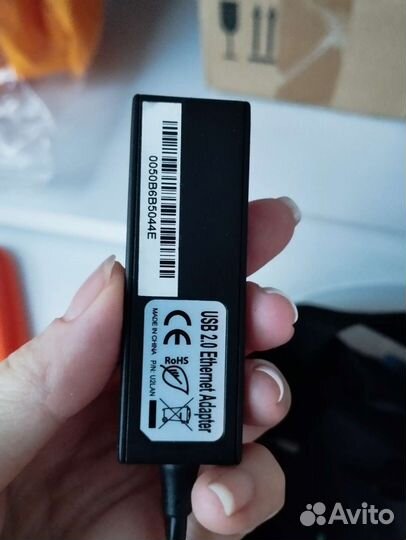 0050B6B5044E
USB 2.0 Ethernet Adapter
CE
RoHS
MADE IN CHINA P/N: U2LAN
Avito